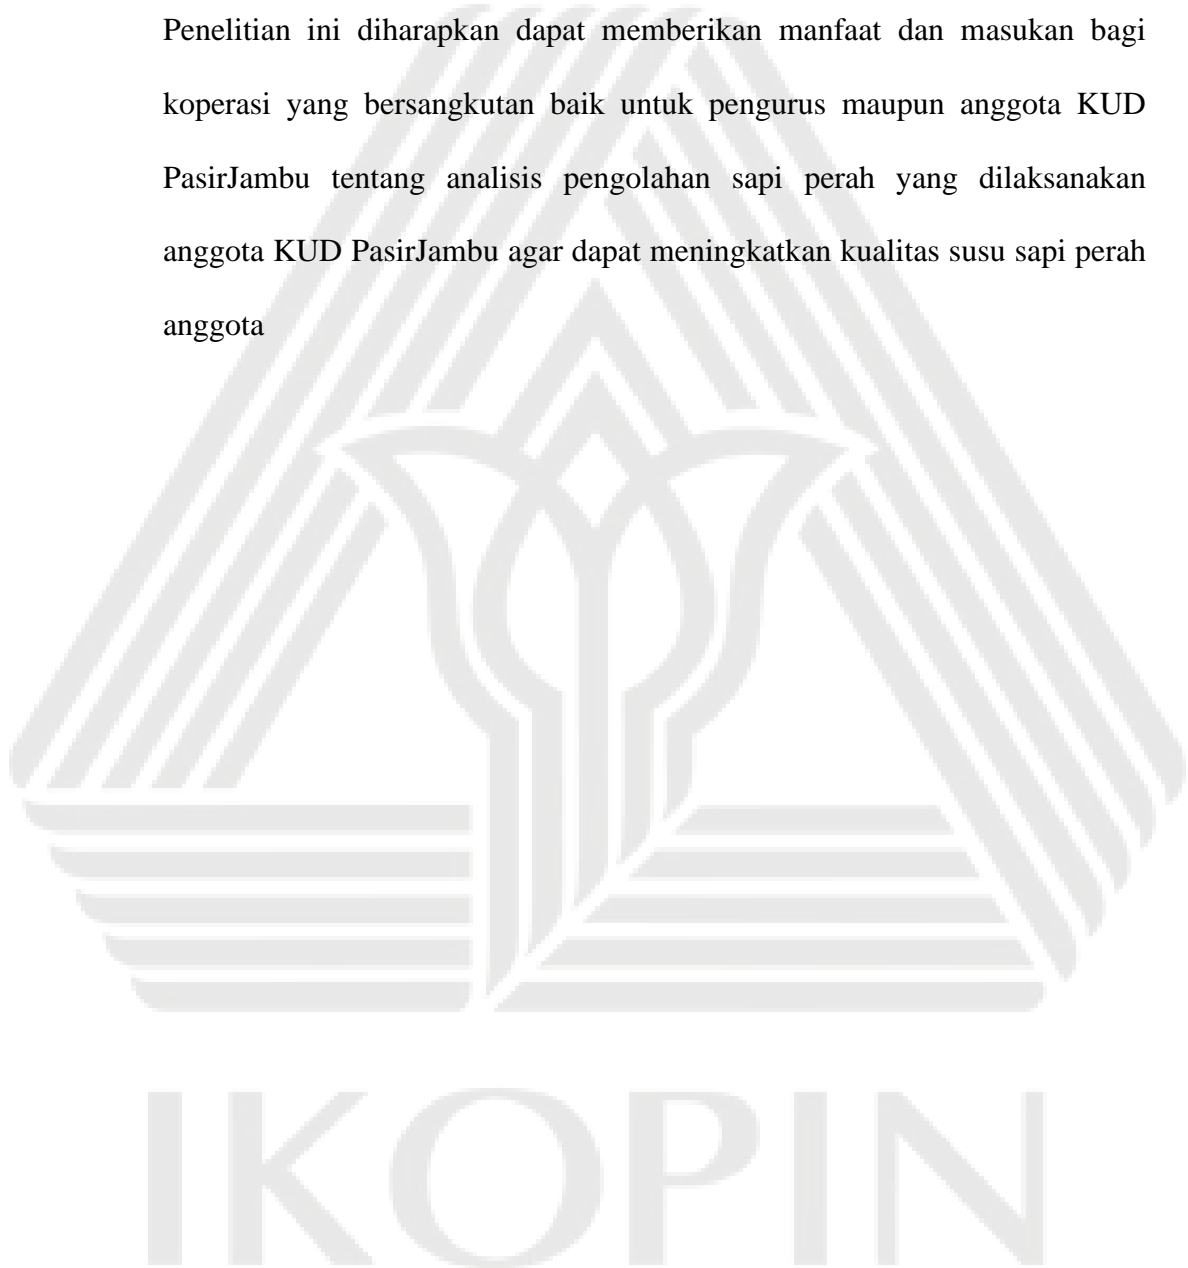 Penelitian ini diharapkan dapat memberikan manfaat dan masukan bagi
koperasi yang bersangkutan baik untuk pengurus maupun anggota KUD
PasirJambu tentang analisis pengolahan sapi perah yang dilaksanakan
anggota KUD PasirJambu agar dapat meningkatkan kualitas susu sapi perah
anggota
IKOPIN